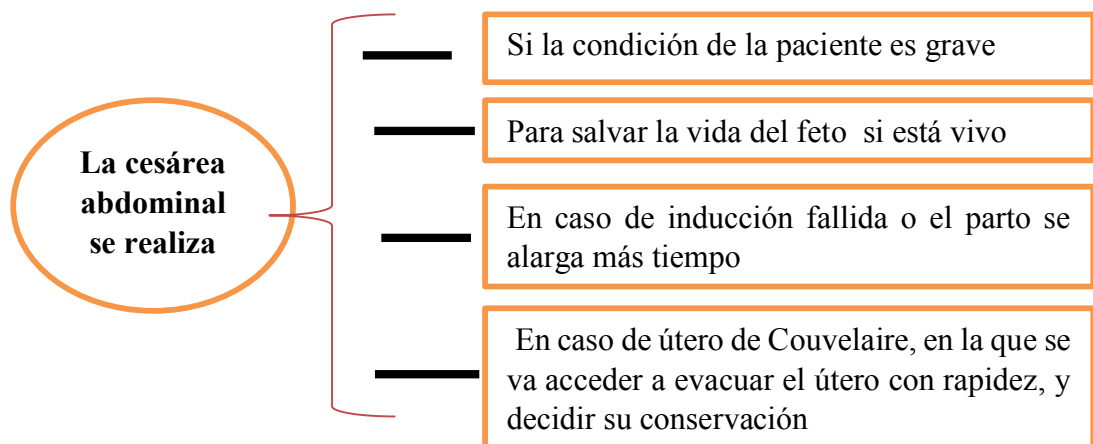 La cesárea
abdominal
se realiza
Si la condición de la paciente es grave
Para salvar la vida del feto si está vivo
En caso de inducción fallida o el parto se
alarga más tiempo
En caso de útero de Couvelaire, en la que se
va acceder a evacuar el útero con rapidez, y
decidir su conservación